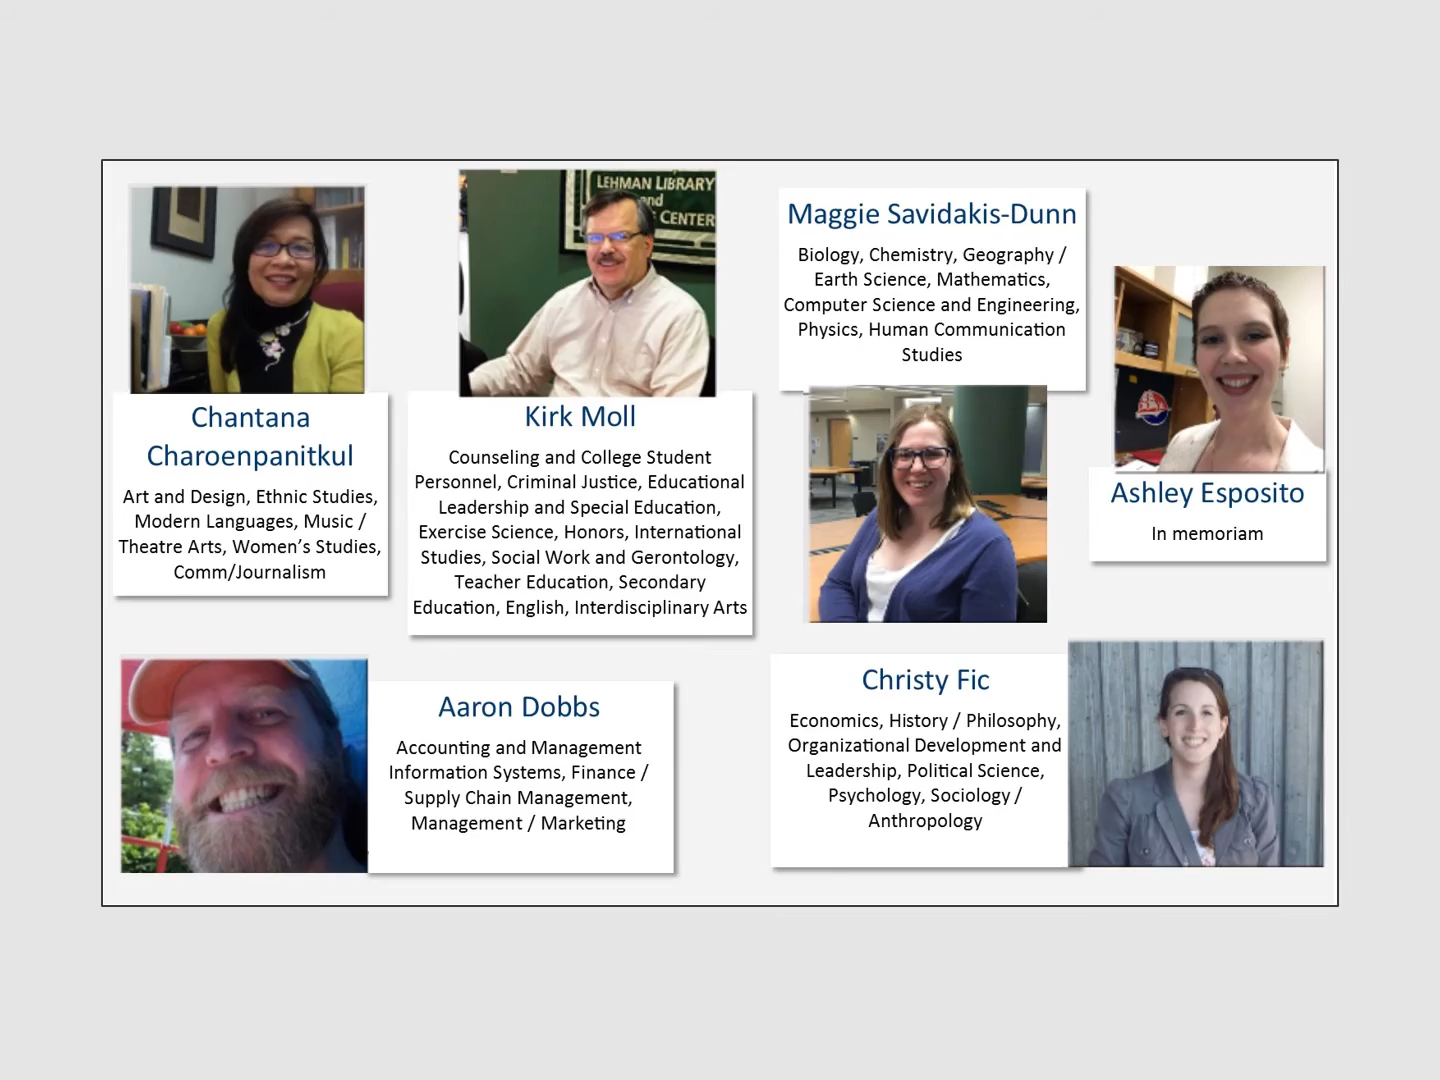 LEHMAN LIBRARY
and
CENTER
Chantana
Charoenpanitkul
Art and Design, Ethnic Studies,
Modern Languages, Music /
Theatre Arts, Women’s Studies,
Comm/Journalism
Kirk Moll
Counseling and College Student
Personnel, Criminal Justice, Educational
Leadership and Special Education,
Exercise Science, Honors, International
Studies, Social Work and Gerontology,
Teacher Education, Secondary
Education, English, Interdisciplinary Arts
Maggie Savidakis-Dunn
Biology, Chemistry, Geography /
Earth Science, Mathematics,
Computer Science and Engineering,
Physics, Human Communication
Studies
Ashley Esposito
In memoriam
Aaron Dobbs
Accounting and Management
Information Systems, Finance /
Supply Chain Management,
Management / Marketing
Christy Fic
Economics, History / Philosophy,
Organizational Development and
Leadership, Political Science,
Psychology, Sociology /
Anthropology